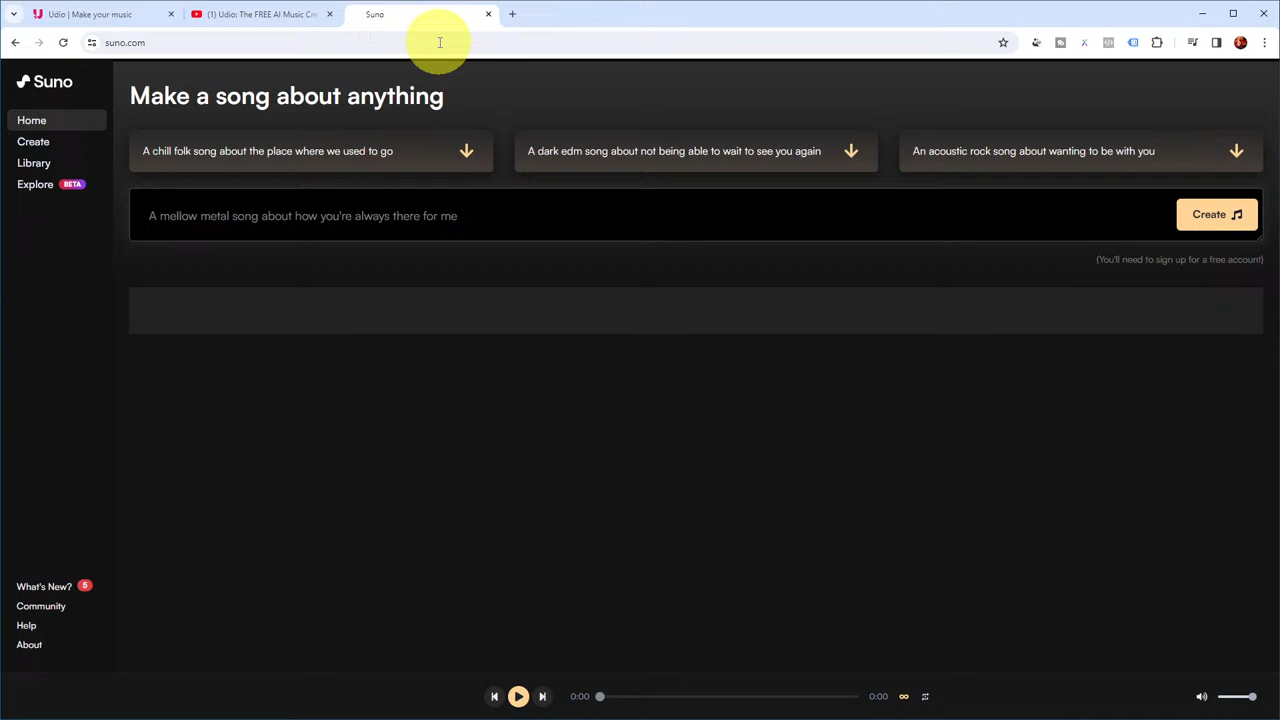 Udio | Make your music
(1) Udio: The FREE AI Music Cre
Suno
suno.com
Suno
Home
Create
Library
Explore BETA
Make a song about anything
A chill folk song about the place where we used to go
A dark edm song about not being able to wait to see you again
An acoustic rock song about wanting to be with you
A mellow metal song about how you're always there for me
Create
(You'll need to sign up for a free account)
What's New? 5
Community
Help
About
0:00
0:00